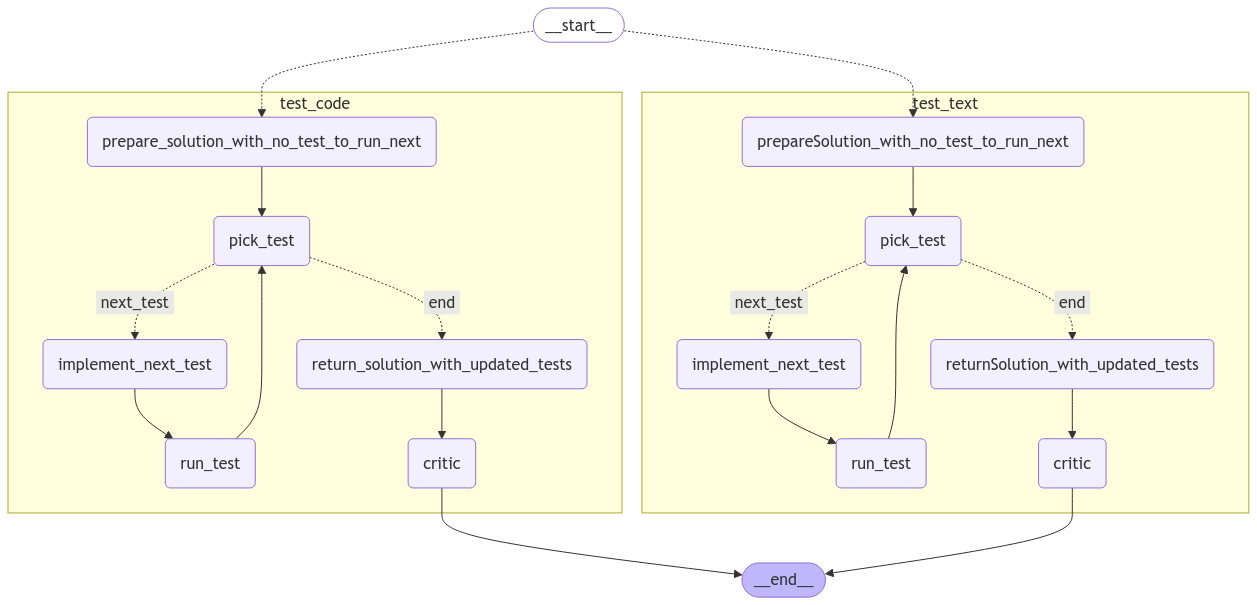 __start__
test_code
prepare_solution_with_no_test_to_run_next
pick_test
next_test
end
implement_next_test
return_solution_with_updated_tests
run_test
critic
test_text
prepareSolution_with_no_test_to_run_next
pick_test
next_test
end
implement_next_test
returnSolution_with_updated_tests
run_test
critic
__end__